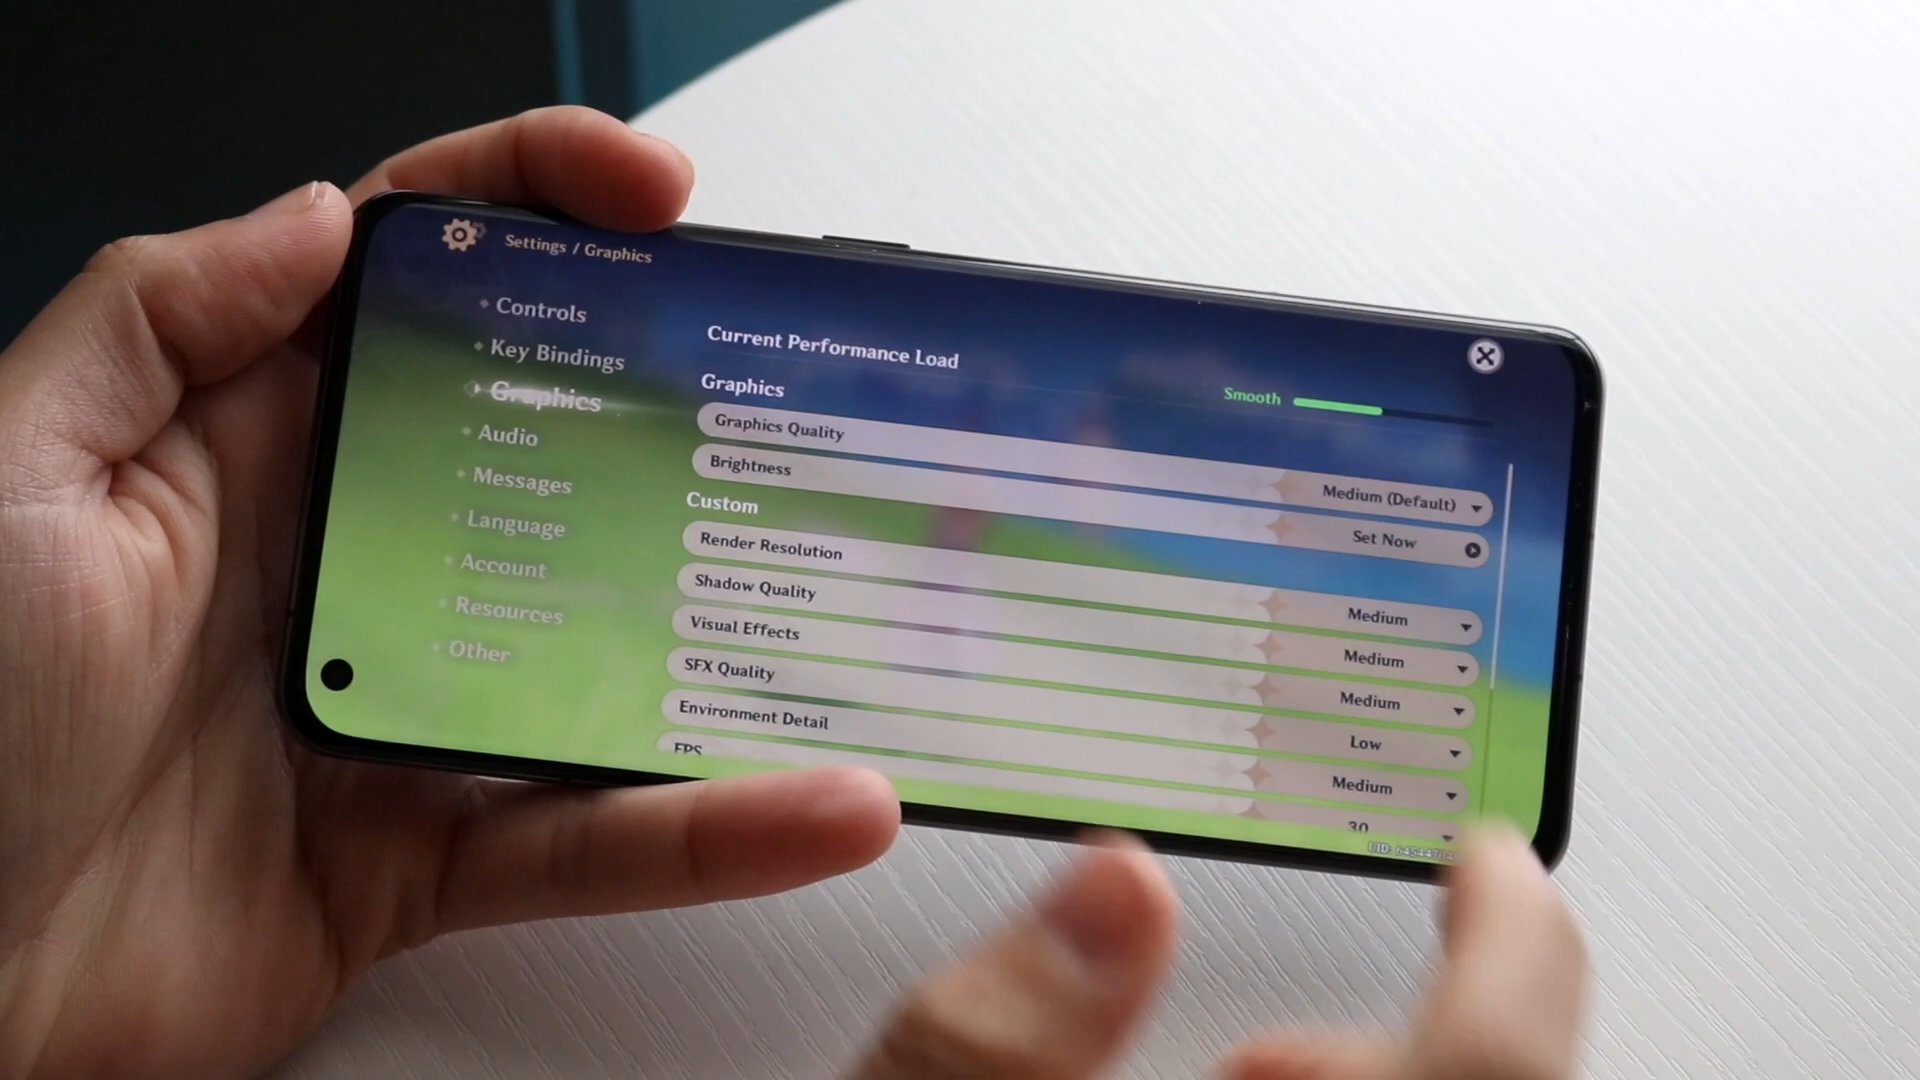 Settings / Graphics
Controls
Key Bindings
Graphics
Audio
Messages
Language
Account
Resources
Other
Current Performance Load
Smooth
Graphics
Graphics Quality
Medium (Default)
Brightness
Set Now
Custom
Render Resolution
Medium
Shadow Quality
Medium
Visual Effects
Medium
SFX Quality
Low
Environment Detail
Medium
FPS
30
UID: